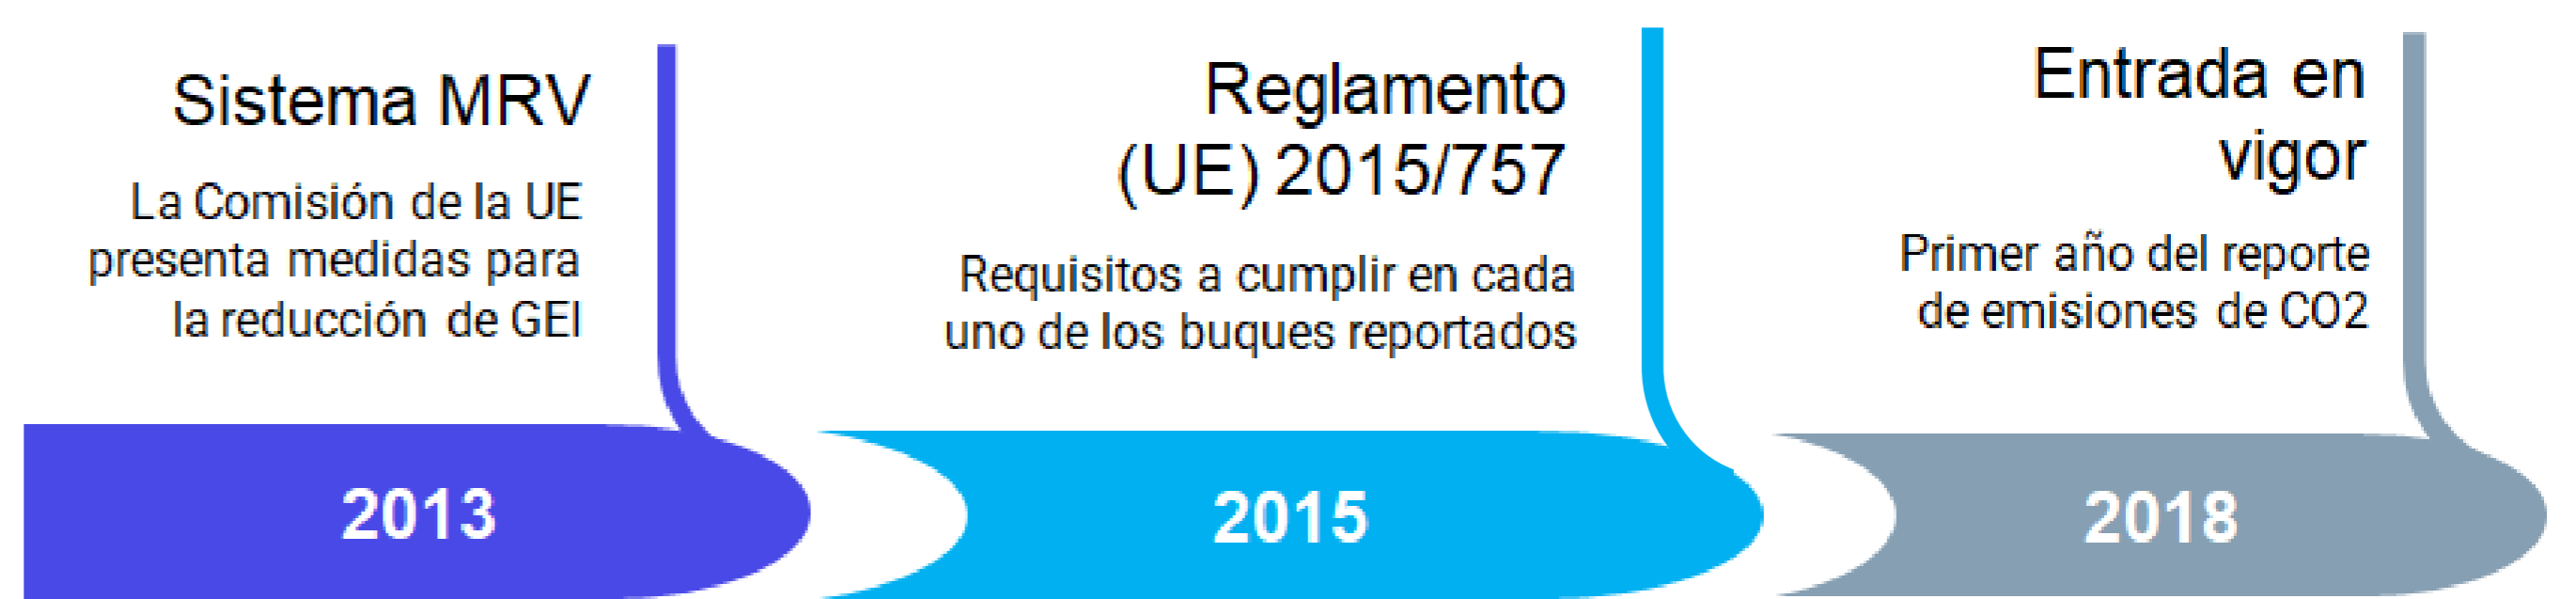 Sistema MRV
La Comisión de la UE
presenta medidas para
la reducción de GEI
2013
Reglamento
(UE) 2015/757
Requisitos a cumplir en cada
uno de los buques reportados
2015
Entrada en
vigor
Primer año del reporte
de emisiones de CO2
2018